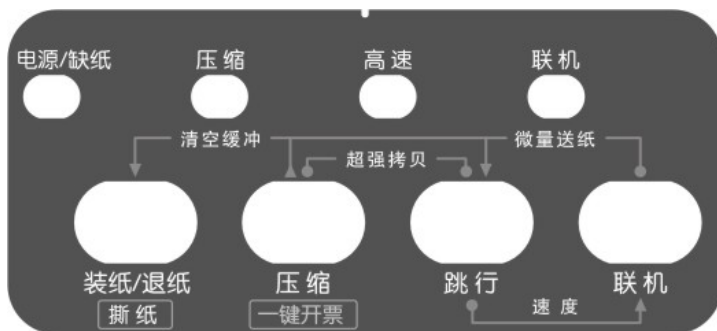 电源/缺纸 压缩 高速 联机
清空缓冲 微量送纸
超强拷贝
装纸/退纸 压缩 跳行 联机
撕纸 一键开票 速度